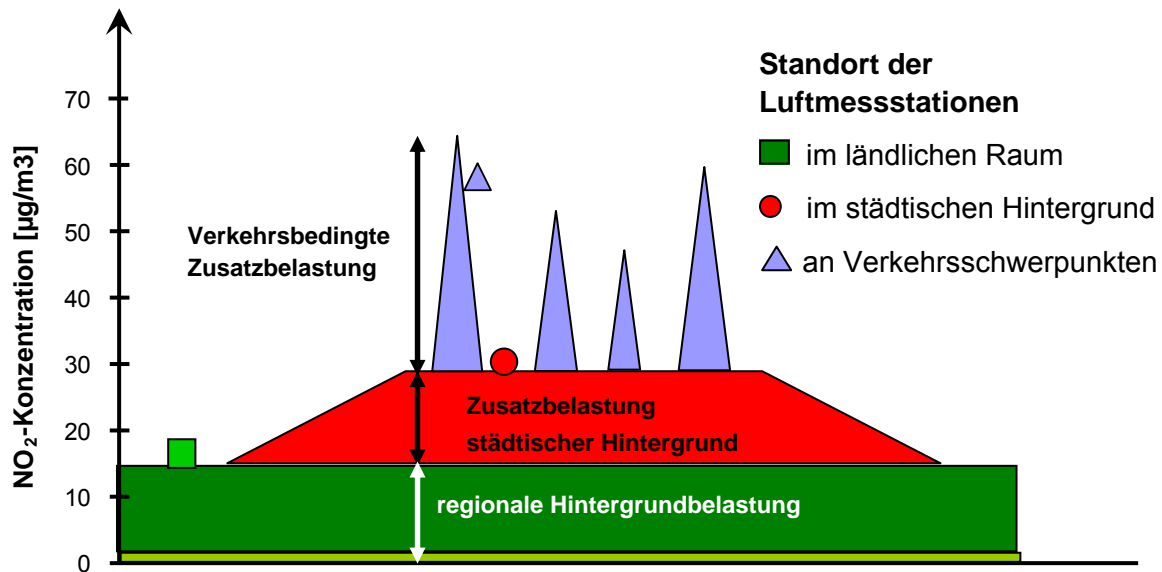 NO₂-Konzentration [µg/m3]
70
60
50
40
30
20
10
0
Verkehrsbedingte
Zusatzbelastung
Zusatzbelastung
städtischer Hintergrund
regionale Hintergrundbelastung
Standort der
Luftmessstationen
im ländlichen Raum
im städtischen Hintergrund
an Verkehrsschwerpunkten